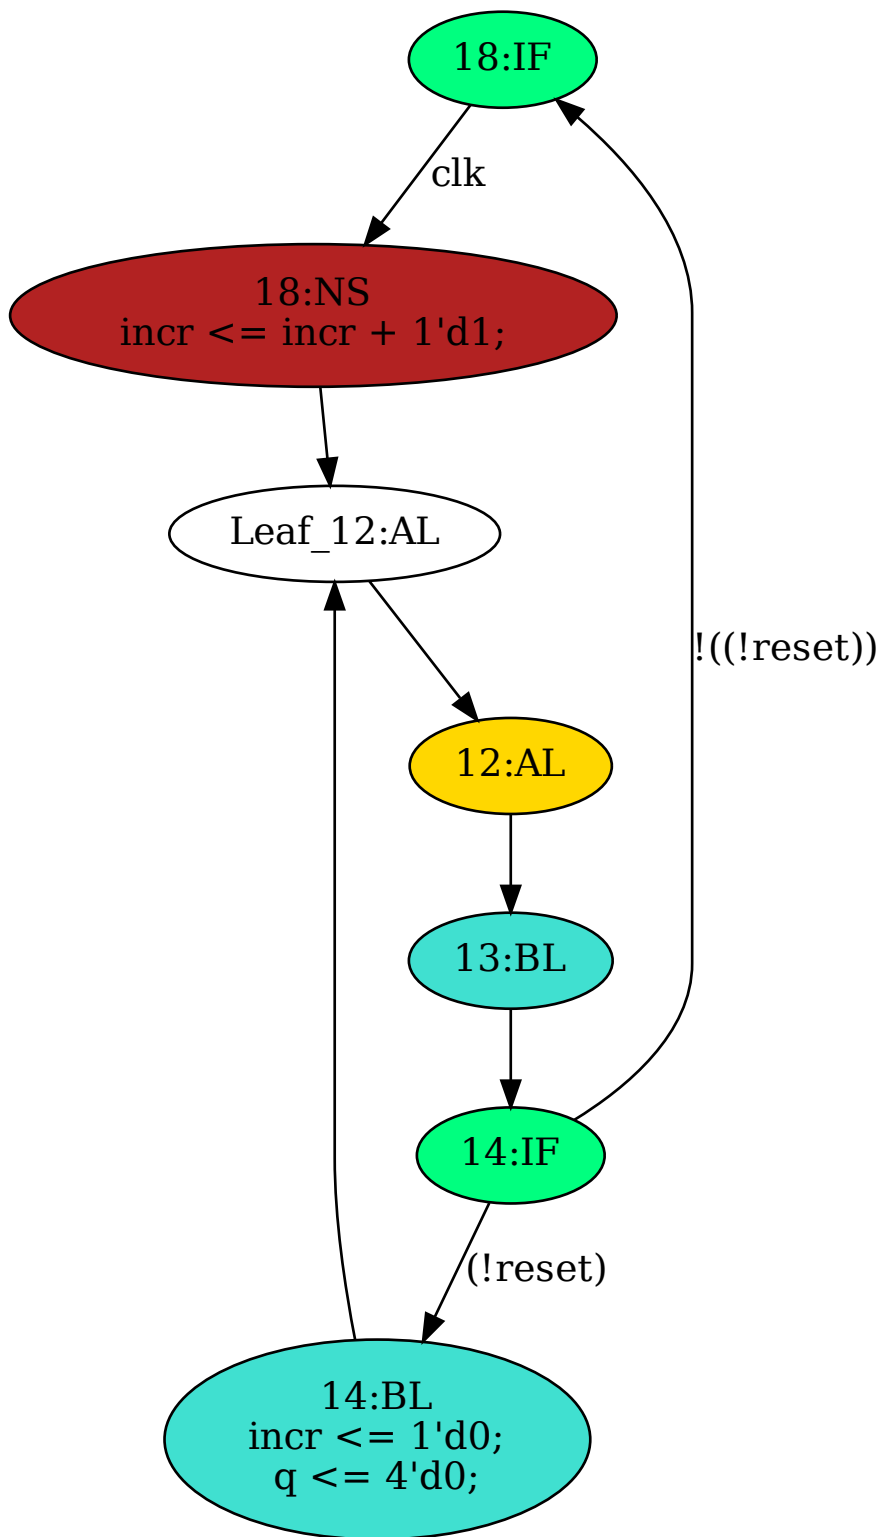 18:IF
clk
18:NS
incr <= incr + 1'd1;
Leaf_12:AL
!((!reset))
12:AL
13:BL
14:IF
(!reset)
14:BL
incr <= 1'd0;
q <= 4'd0;